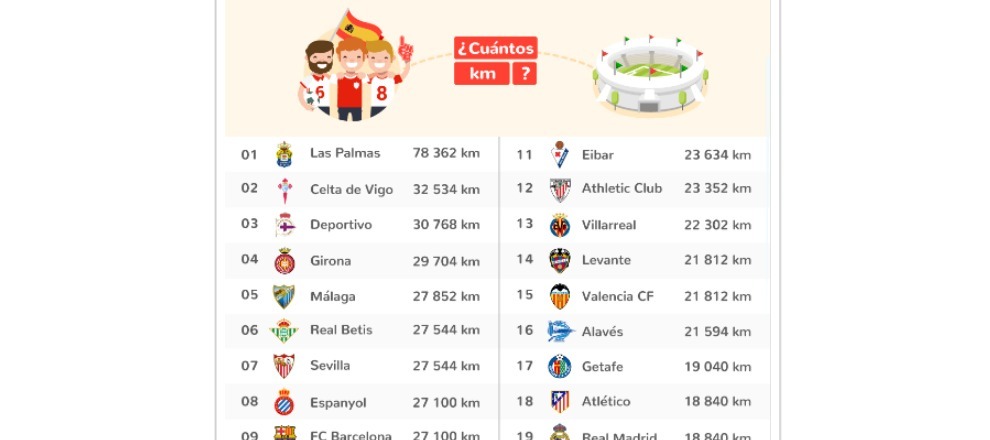 ¿Cuántos
km ?
6 8
01 Las Palmas 78 362 km
02 Celta de Vigo 32 534 km
03 Deportivo 30 768 km
04 Girona 29 704 km
05 Málaga 27 852 km
06 Real Betis 27 544 km
07 Sevilla 27 544 km
08 Espanyol 27 100 km
09 FC Barcelona 27 100 km
11 Eibar 23 634 km
12 Athletic Club 23 352 km
13 Villarreal 22 302 km
14 Levante 21 812 km
15 Valencia CF 21 812 km
16 Alavés 21 594 km
17 Getafe 19 040 km
18 Atlético 18 840 km
19 Real Madrid 18 840 km